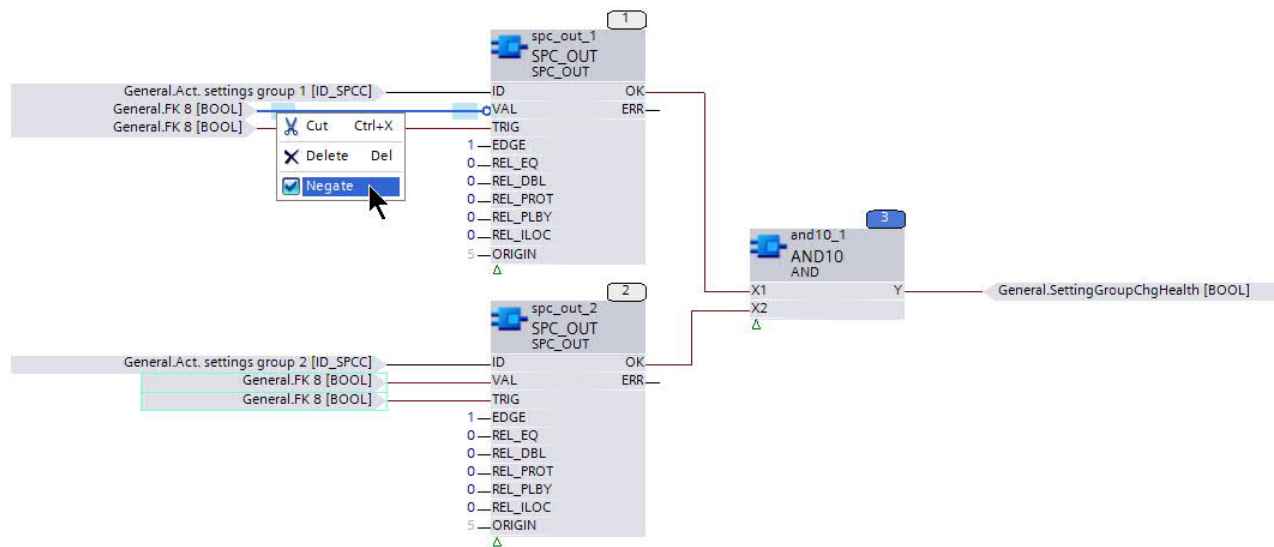 1
spc_out_1
SPC_OUT
SPC_OUT
General.Act. settings group 1 [ID_SPCC]
ID
OK
General.FK 8 [BOOL]
VAL
ERR
General.FK 8 [BOOL]
TRIG
Cut Ctrl+X
Delete Del
Negate
1 EDGE
0 REL_EQ
0 REL_DBL
0 REL_PROT
0 REL_PLBY
0 REL_ILOC
5 ORIGIN
3
and10_1
AND10
AND
X1
Y
General.SettingGroupChgHealth [BOOL]
X2
2
spc_out_2
SPC_OUT
SPC_OUT
General.Act. settings group 2 [ID_SPCC]
ID
OK
General.FK 8 [BOOL]
VAL
ERR
General.FK 8 [BOOL]
TRIG
1 EDGE
0 REL_EQ
0 REL_DBL
0 REL_PROT
0 REL_PLBY
0 REL_ILOC
5 ORIGIN